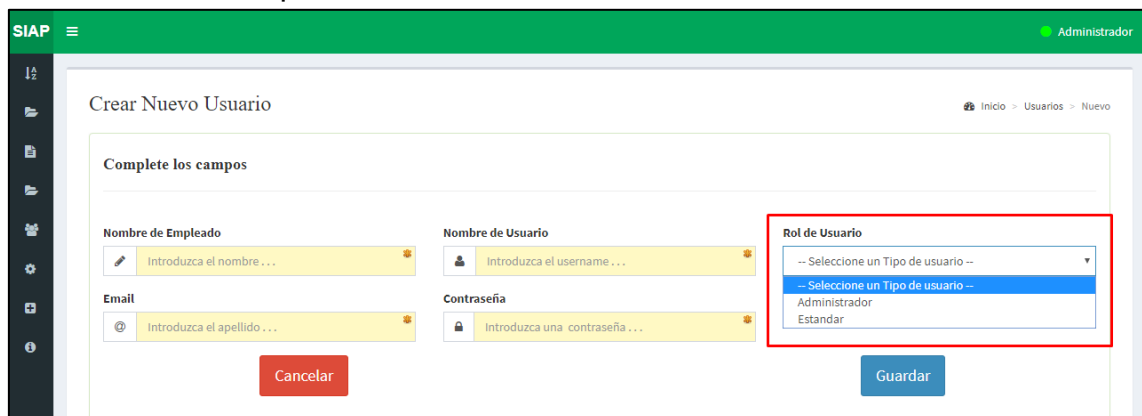 SIAP
Administrador
Crear Nuevo Usuario
Inicio > Usuarios > Nuevo
Complete los campos
Nombre de Empleado
Nombre de Usuario
Rol de Usuario
Introduzca el nombre . . .
Introduzca el username . . .
-- Seleccione un Tipo de usuario --
-- Seleccione un Tipo de usuario --
Administrador
Estandar
Email
Contraseña
@ Introduzca el apellido . . .
Introduzca una contraseña . . .
Cancelar
Guardar